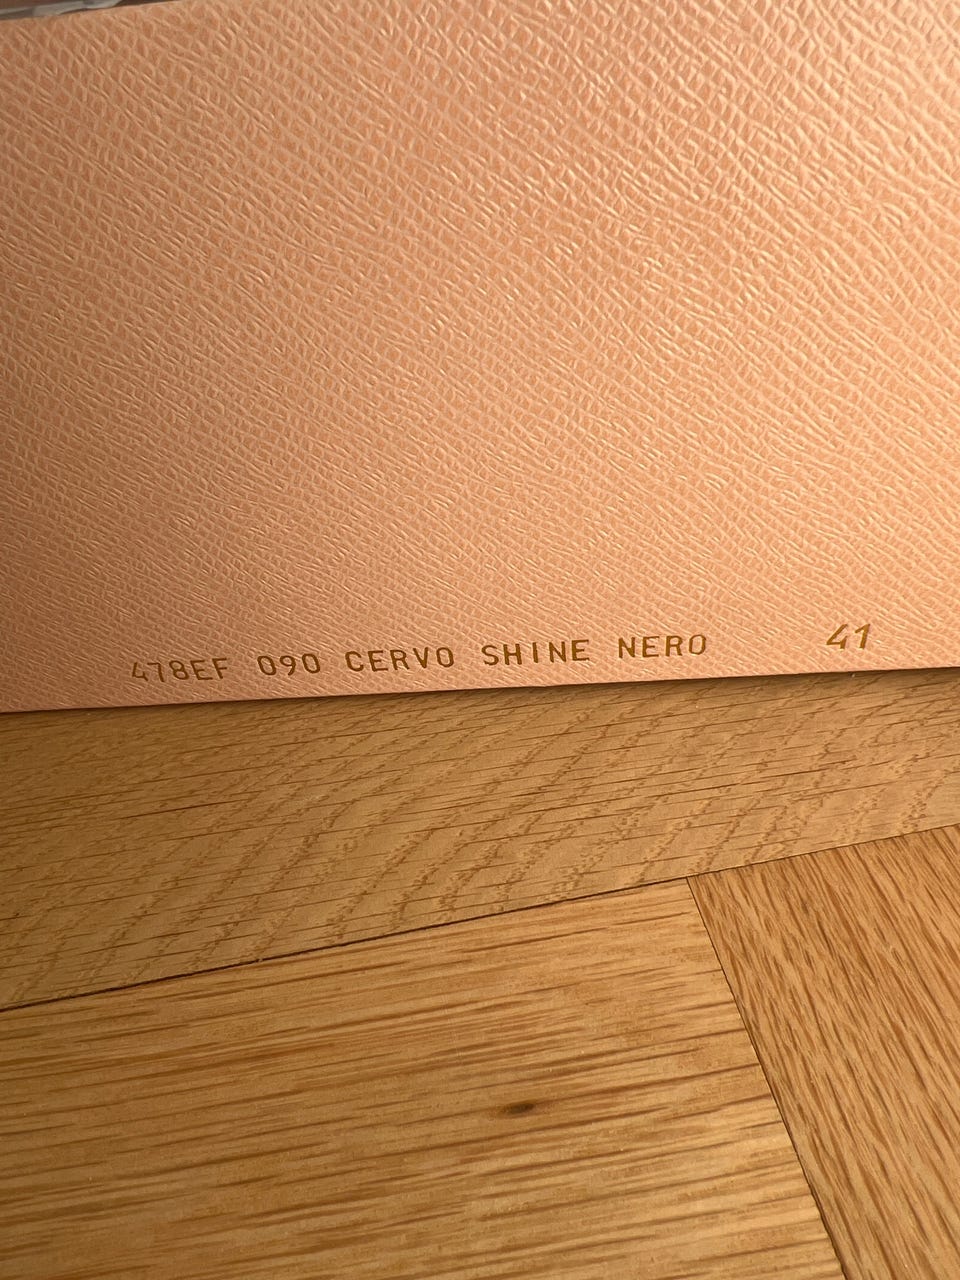 478EF 090 CERVO SHINE NERO 41